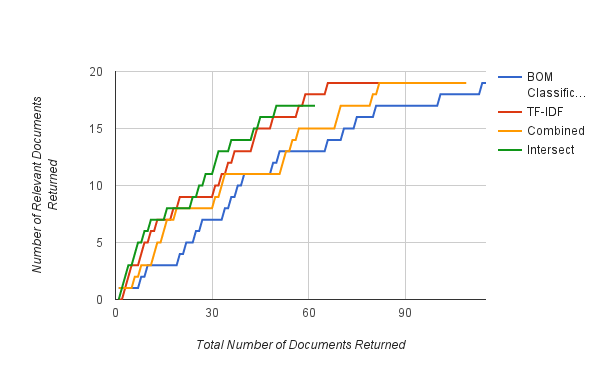 20
15
10
5
0
0
30
60
90
Number of Relevant Documents
Returned
Total Number of Documents Returned
BOM
Classific...
TF-IDF
Combined
Intersect